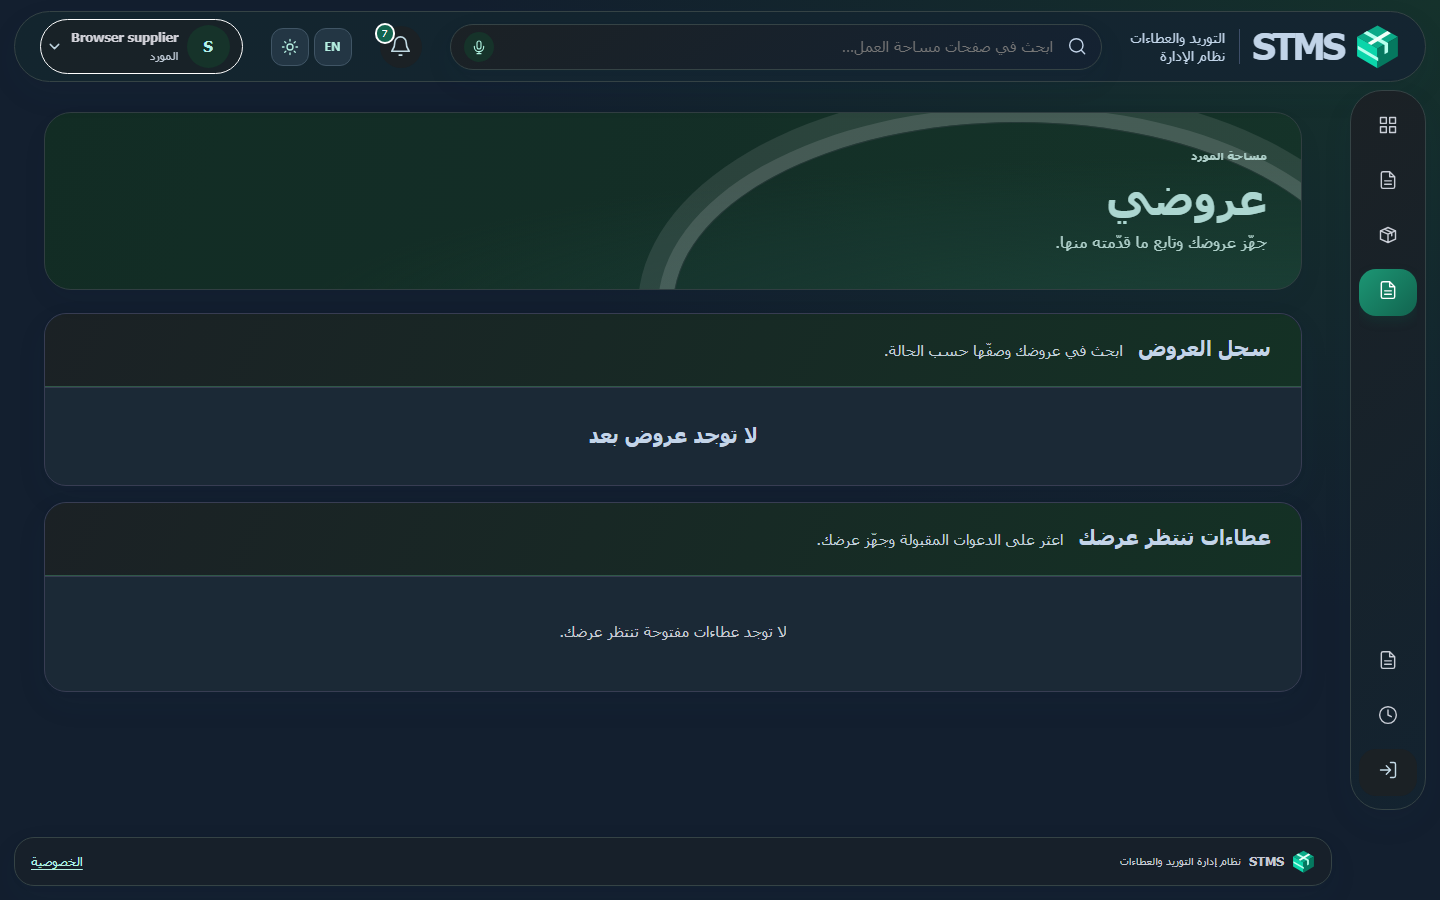 STMS
التوريد والعطاءات
نظام الإدارة
ابحث في صفحات مساحة العمل...
7
EN
S
Browser supplier
المورد
مساحة المورد
عروضي
جهّز عروضك وتابع ما قدّمته منها.
سجل العروض
ابحث في عروضك وصفّها حسب الحالة.
لا توجد عروض بعد
عطاءات تنتظر عرضك
اعثر على الدعوات المقبولة وجهّز عرضك.
لا توجد عطاءات مفتوحة تنتظر عرضك.
STMS نظام إدارة التوريد والعطاءات
الخصوصية